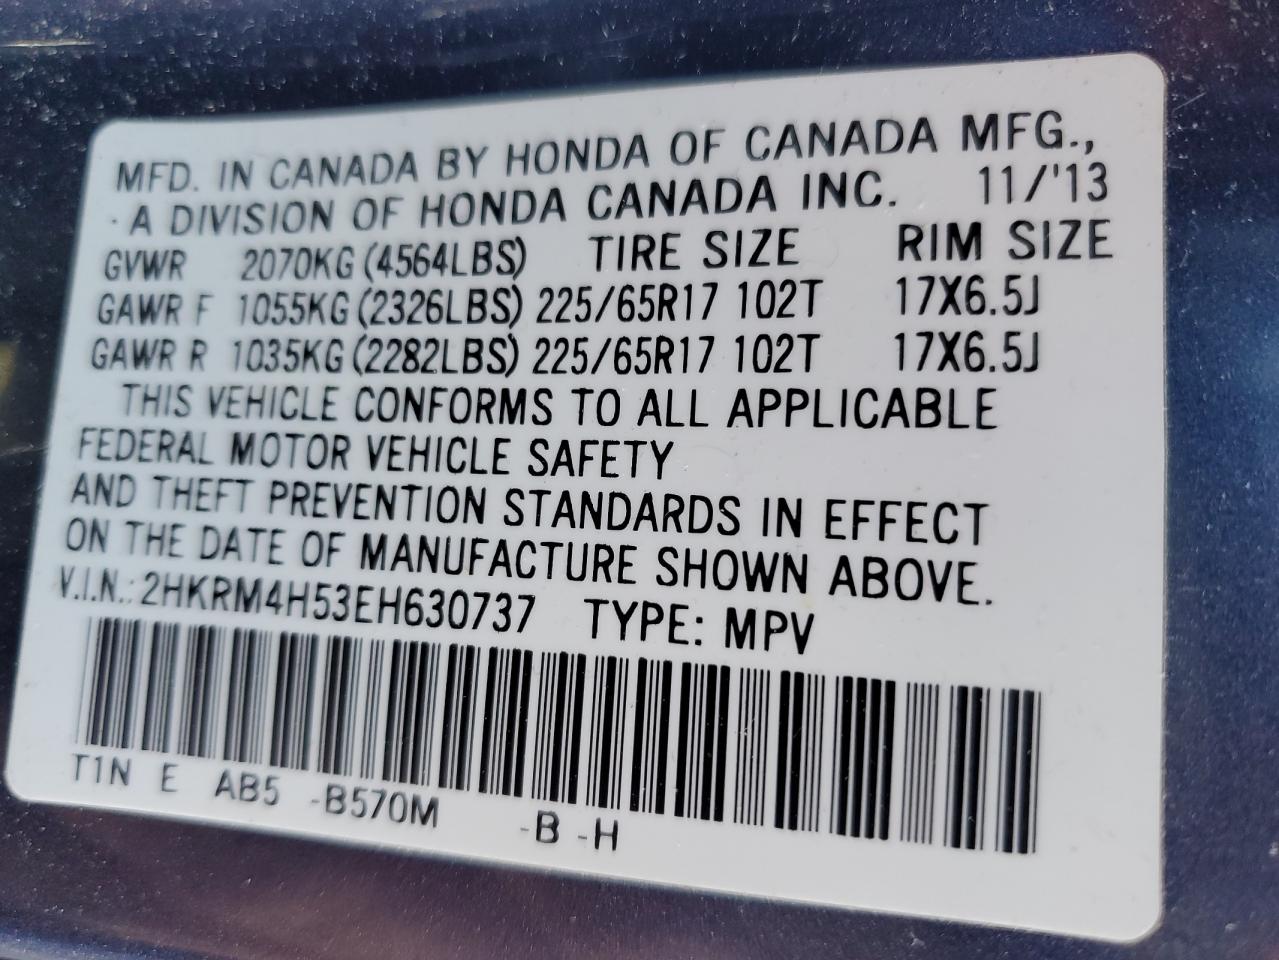 MFD. IN CANADA BY HONDA OF CANADA MFG.,
· A DIVISION OF HONDA CANADA INC. 11/'13
GVWR 2070KG (4564LBS) TIRE SIZE RIM SIZE
GAWR F 1055KG (2326LBS) 225/65R17 102T 17X6.5J
GAWR R 1035KG (2282LBS) 225/65R17 102T 17X6.5J
THIS VEHICLE CONFORMS TO ALL APPLICABLE
FEDERAL MOTOR VEHICLE SAFETY
AND THEFT PREVENTION STANDARDS IN EFFECT
ON THE DATE OF MANUFACTURE SHOWN ABOVE.
V.I.N.: 2HKRM4H53EH630737 TYPE: MPV
T1N E AB5 -B570M -B -H